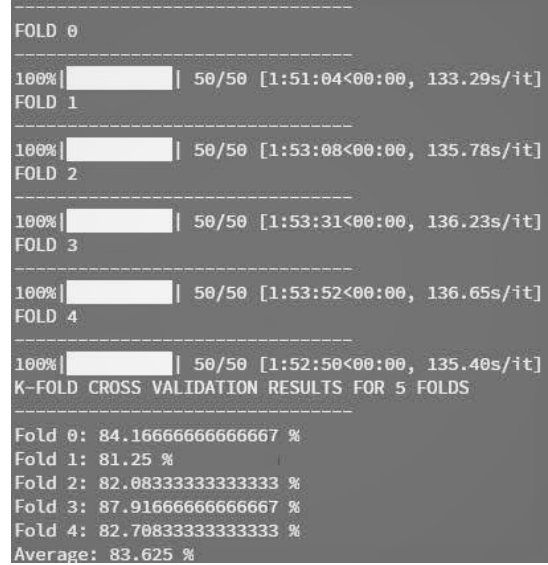 ---------------------------------
FOLD 0
---------------------------------
100%|██████████| 50/50 [1:51:04<00:00, 133.29s/it]
FOLD 1
---------------------------------
100%|██████████| 50/50 [1:53:08<00:00, 135.78s/it]
FOLD 2
---------------------------------
100%|██████████| 50/50 [1:53:31<00:00, 136.23s/it]
FOLD 3
---------------------------------
100%|██████████| 50/50 [1:53:52<00:00, 136.65s/it]
FOLD 4
---------------------------------
100%|██████████| 50/50 [1:52:50<00:00, 135.40s/it]
K-FOLD CROSS VALIDATION RESULTS FOR 5 FOLDS
---------------------------------
Fold 0: 84.16666666666667 %
Fold 1: 81.25 %
Fold 2: 82.08333333333333 %
Fold 3: 87.91666666666667 %
Fold 4: 82.70833333333333 %
Average: 83.625 %